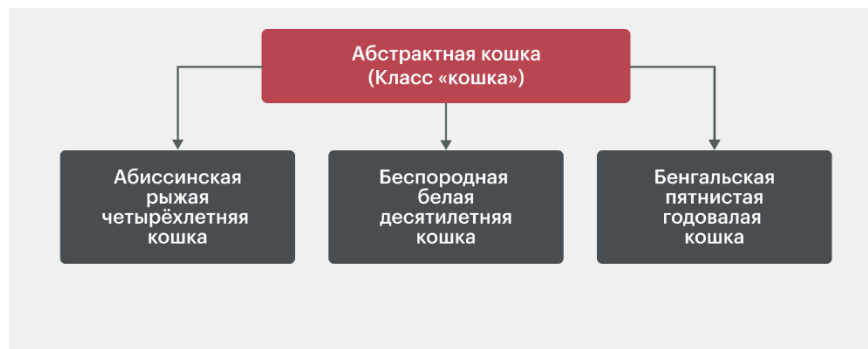 Абстрактная кошка
(Класс «кошка»)
Абиссинская
рыжая
четырёхлетняя
кошка
Беспородная
белая
десятилетняя
кошка
Бенгальская
пятнистая
годовалая
кошка